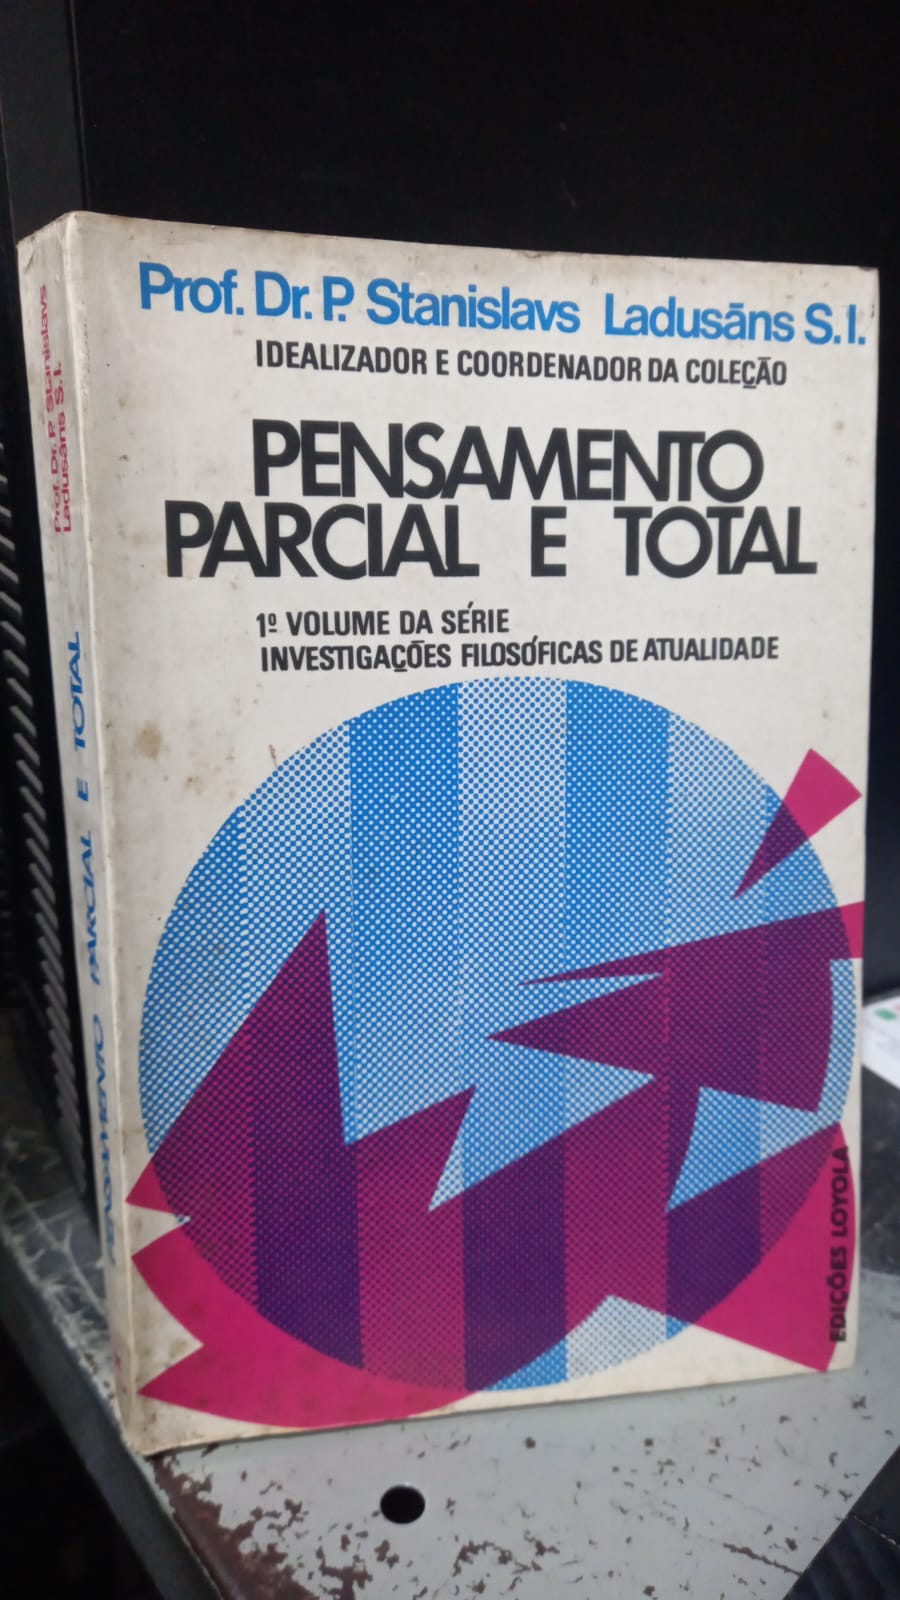 Prof. Dr. P. Stanislavs Ladusāns S.I.
IDEALIZADOR E COORDENADOR DA COLEÇÃO
PENSAMENTO
PARCIAL E TOTAL
1º VOLUME DA SÉRIE
INVESTIGAÇÕES FILOSÓFICAS DE ATUALIDADE
EDIÇÕES LOYOLA
Prof. Dr. P. Stanislavs
Ladusāns S.I.
PENSAMENTO PARCIAL E TOTAL